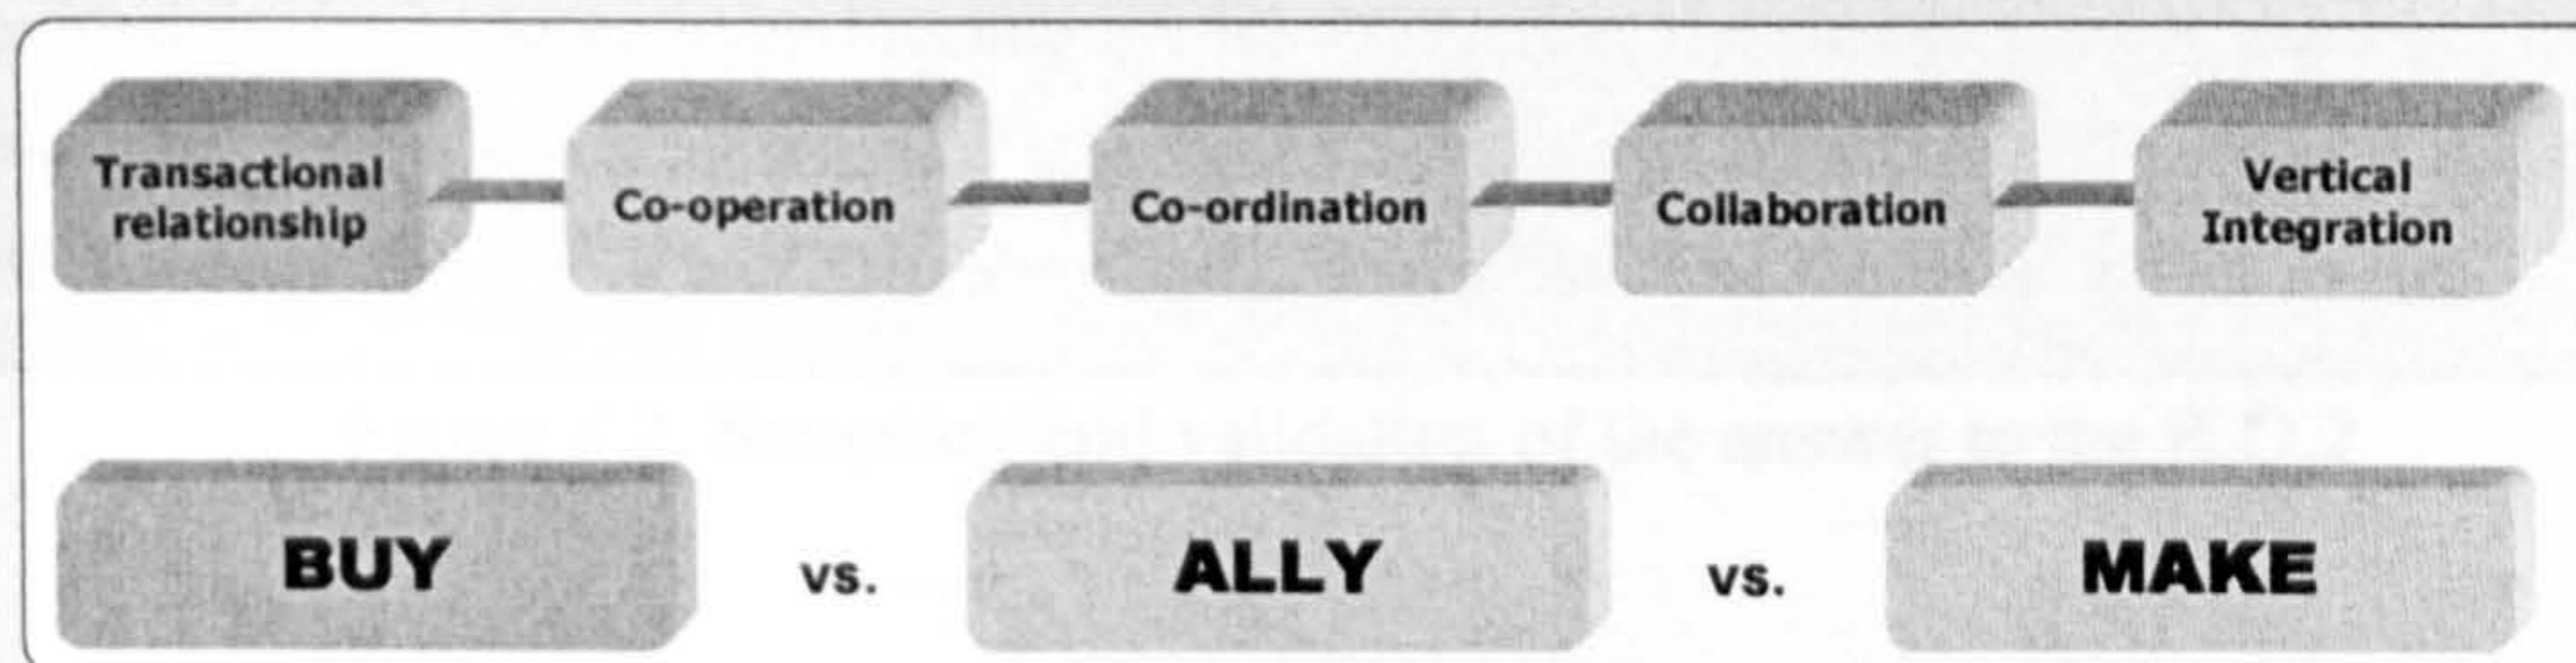 Transactional
relationship
Co-operation
Co-ordination
Collaboration
Vertical
Integration
BUY
vs.
ALLY
vs.
MAKE